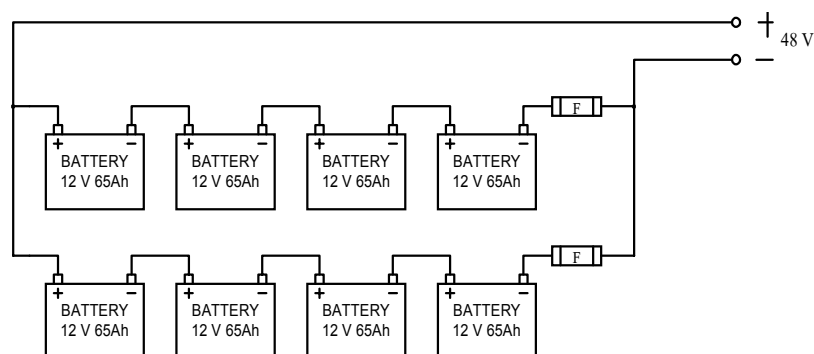 +
48 V
−
F
+ − + − + − + −
BATTERY BATTERY BATTERY BATTERY
12 V 65Ah 12 V 65Ah 12 V 65Ah 12 V 65Ah
F
+ − + − + − + −
BATTERY BATTERY BATTERY BATTERY
12 V 65Ah 12 V 65Ah 12 V 65Ah 12 V 65Ah